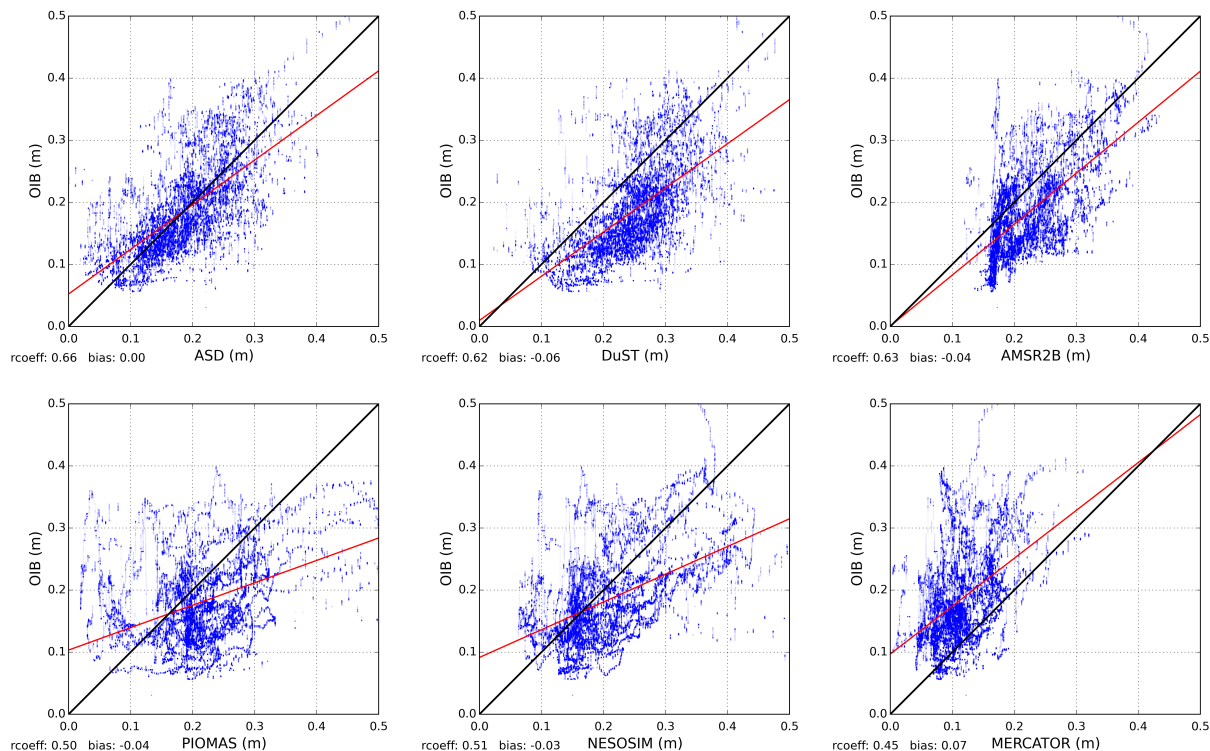 0.5
0.4
0.3
0.2
0.1
0.0
OIB (m)
0.0 0.1 0.2 0.3 0.4 0.5
ASD (m)
rcoeff: 0.66 bias: 0.00
0.5
0.4
0.3
0.2
0.1
0.0
OIB (m)
0.0 0.1 0.2 0.3 0.4 0.5
DuST (m)
rcoeff: 0.62 bias: -0.06
0.5
0.4
0.3
0.2
0.1
0.0
OIB (m)
0.0 0.1 0.2 0.3 0.4 0.5
AMSR2B (m)
rcoeff: 0.63 bias: -0.04
0.5
0.4
0.3
0.2
0.1
0.0
OIB (m)
0.0 0.1 0.2 0.3 0.4 0.5
PIOMAS (m)
rcoeff: 0.50 bias: -0.04
0.5
0.4
0.3
0.2
0.1
0.0
OIB (m)
0.0 0.1 0.2 0.3 0.4 0.5
NESOSIM (m)
rcoeff: 0.51 bias: -0.03
0.5
0.4
0.3
0.2
0.1
0.0
OIB (m)
0.0 0.1 0.2 0.3 0.4 0.5
MERCATOR (m)
rcoeff: 0.45 bias: 0.07